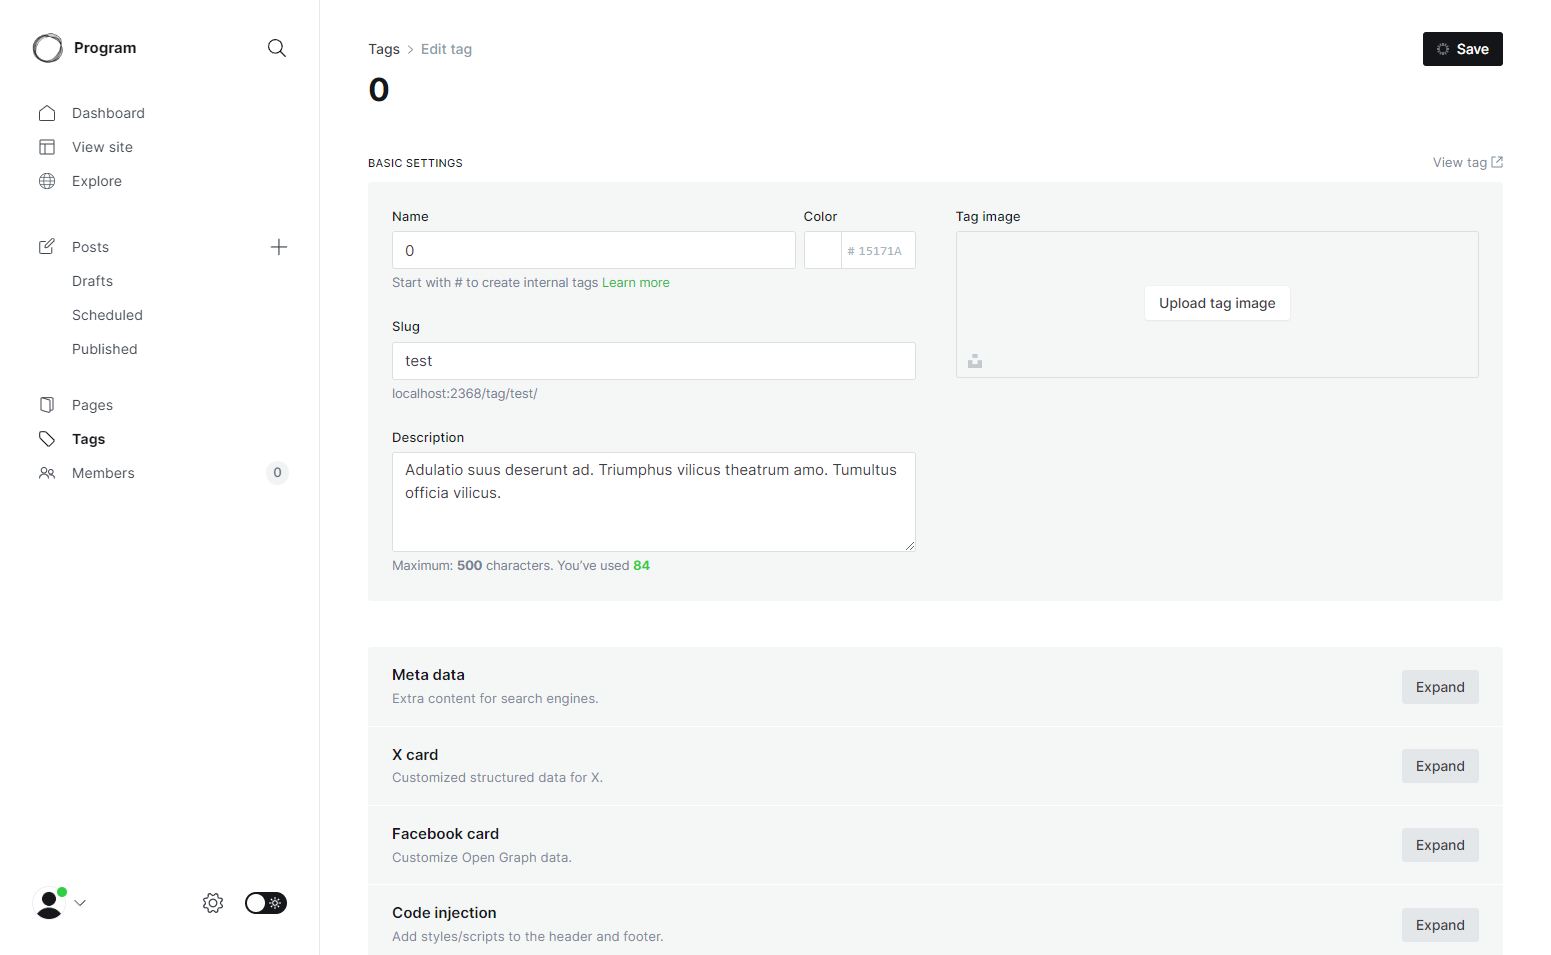 Program
Dashboard
View site
Explore
Posts
Drafts
Scheduled
Published
Pages
Tags
Members 0
Tags > Edit tag
Save
0
BASIC SETTINGS
View tag
Name
0
Start with # to create internal tags Learn more
Color
# 15171A
Slug
test
localhost:2368/tag/test/
Description
Adulatio suus deserunt ad. Triumphus vilicus theatrum amo. Tumultus
officia vilicus.
Maximum: 500 characters. You’ve used 84
Tag image
Upload tag image
Meta data
Extra content for search engines.
Expand
X card
Customized structured data for X.
Expand
Facebook card
Customize Open Graph data.
Expand
Code injection
Add styles/scripts to the header and footer.
Expand